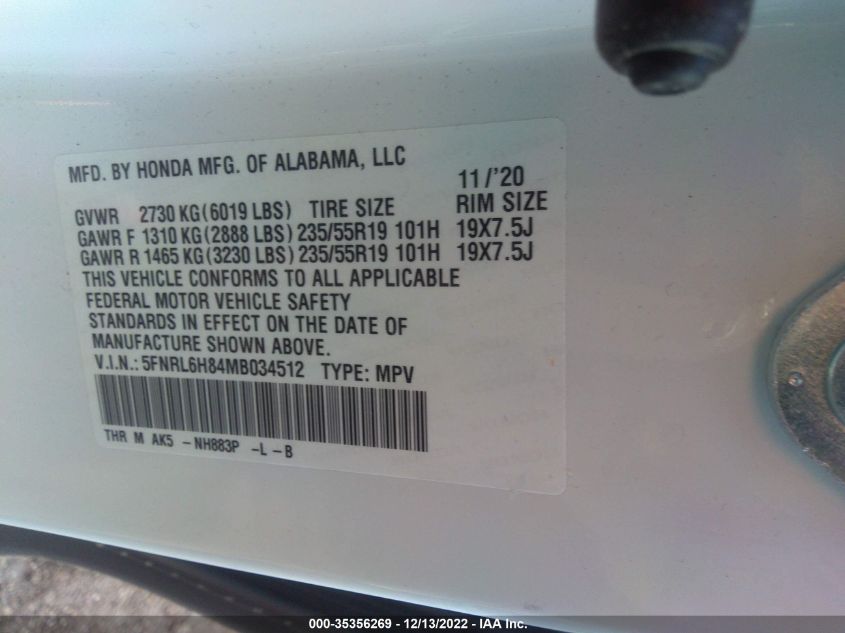 MFD. BY HONDA MFG. OF ALABAMA, LLC
11/'20
GVWR 2730 KG(6019 LBS) TIRE SIZE RIM SIZE
GAWR F 1310 KG(2888 LBS) 235/55R19 101H 19X7.5J
GAWR R 1465 KG(3230 LBS) 235/55R19 101H 19X7.5J
THIS VEHICLE CONFORMS TO ALL APPLICABLE
FEDERAL MOTOR VEHICLE SAFETY
STANDARDS IN EFFECT ON THE DATE OF
MANUFACTURE SHOWN ABOVE.
V.I.N.: 5FNRL6H84MB034512 TYPE: MPV
THR M AK5 -NH883P -L-B
000-35356269 - 12/13/2022 - IAA Inc.